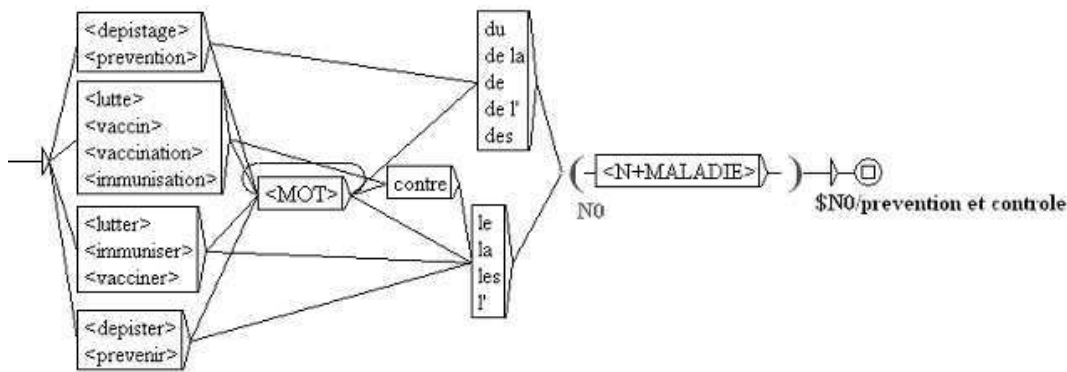 <depistage>
<prevention>
<lutte>
<vaccin>
<vaccination>
<immunisation>
<lutter>
<immuniser>
<vacciner>
<depister>
<prevenir>
<MOT>
contre
du
de la
de
de l'
des
le
la
les
l'
(
<N+MALADIE>
)
N0
$N0/prevention et controle